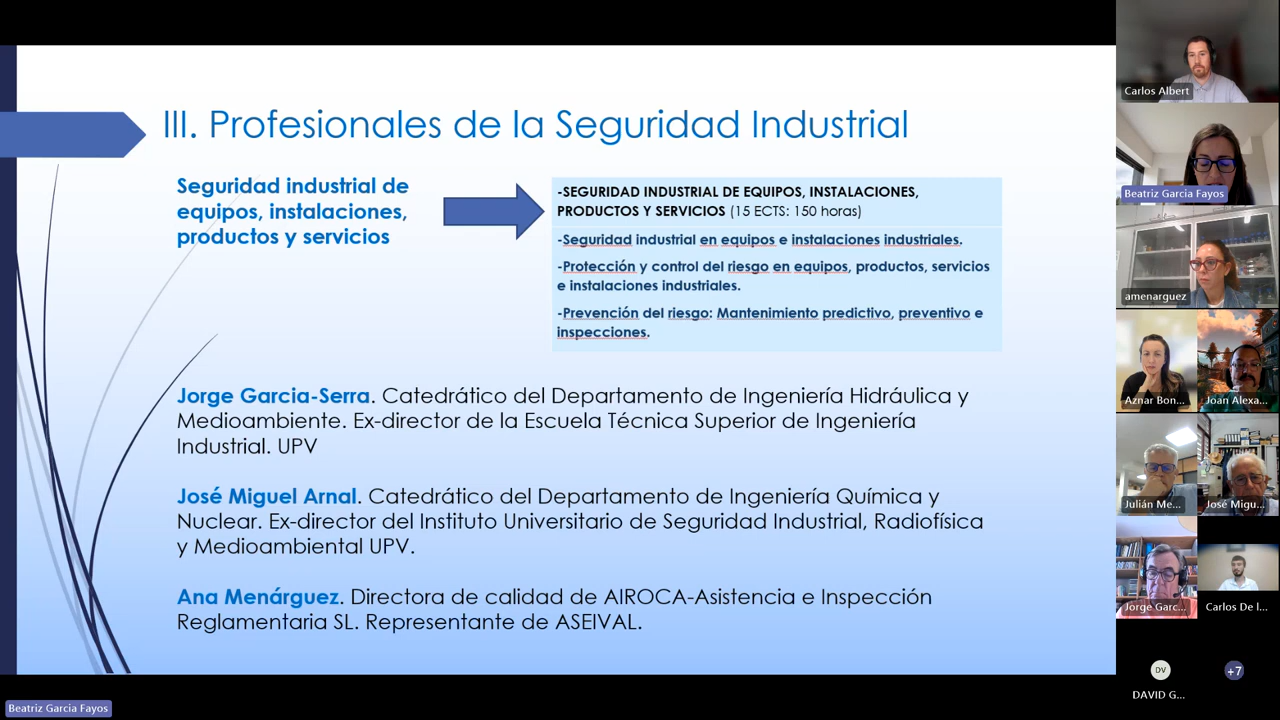 III. Profesionales de la Seguridad Industrial
Seguridad industrial de
equipos, instalaciones,
productos y servicios
-SEGURIDAD INDUSTRIAL DE EQUIPOS, INSTALACIONES,
PRODUCTOS Y SERVICIOS (15 ECTS: 150 horas)
-Seguridad industrial en equipos e instalaciones industriales.
-Protección y control del riesgo en equipos, productos, servicios
e instalaciones industriales.
-Prevención del riesgo: Mantenimiento predictivo, preventivo e
inspecciones.
Jorge Garcia-Serra. Catedrático del Departamento de Ingeniería Hidráulica y
Medioambiente. Ex-director de la Escuela Técnica Superior de Ingeniería
Industrial. UPV
José Miguel Arnal. Catedrático del Departamento de Ingeniería Química y
Nuclear. Ex-director del Instituto Universitario de Seguridad Industrial, Radiofísica
y Medioambiental UPV.
Ana Menárguez. Directora de calidad de AIROCA-Asistencia e Inspección
Reglamentaria SL. Representante de ASEIVAL.
Beatriz Garcia Fayos
Carlos Albert
Beatriz Garcia Fayos
amenarguez
Aznar Bon...
Joan Alexa...
Julián Me...
José Migu...
Jorge Garc...
Carlos De l...
DV
DAVID G...
+7